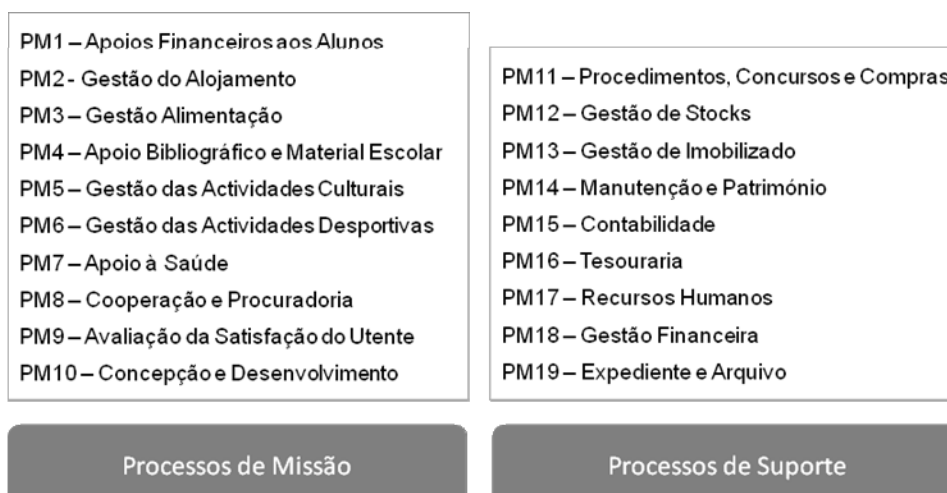 PM1 – Apoios Financeiros aos Alunos
PM2- Gestão do Alojamento
PM3 – Gestão Alimentação
PM4 – Apoio Bibliográfico e Material Escolar
PM5 – Gestão das Actividades Culturais
PM6 – Gestão das Actividades Desportivas
PM7 – Apoio à Saúde
PM8 – Cooperação e Procuradoria
PM9 – Avaliação da Satisfação do Utente
PM10 – Concepção e Desenvolvimento
Processos de Missão
PM11 – Procedimentos, Concursos e Compras
PM12 – Gestão de Stocks
PM13 – Gestão de Imobilizado
PM14 – Manutenção e Património
PM15 – Contabilidade
PM16 – Tesouraria
PM17 – Recursos Humanos
PM18 – Gestão Financeira
PM19 – Expediente e Arquivo
Processos de Suporte